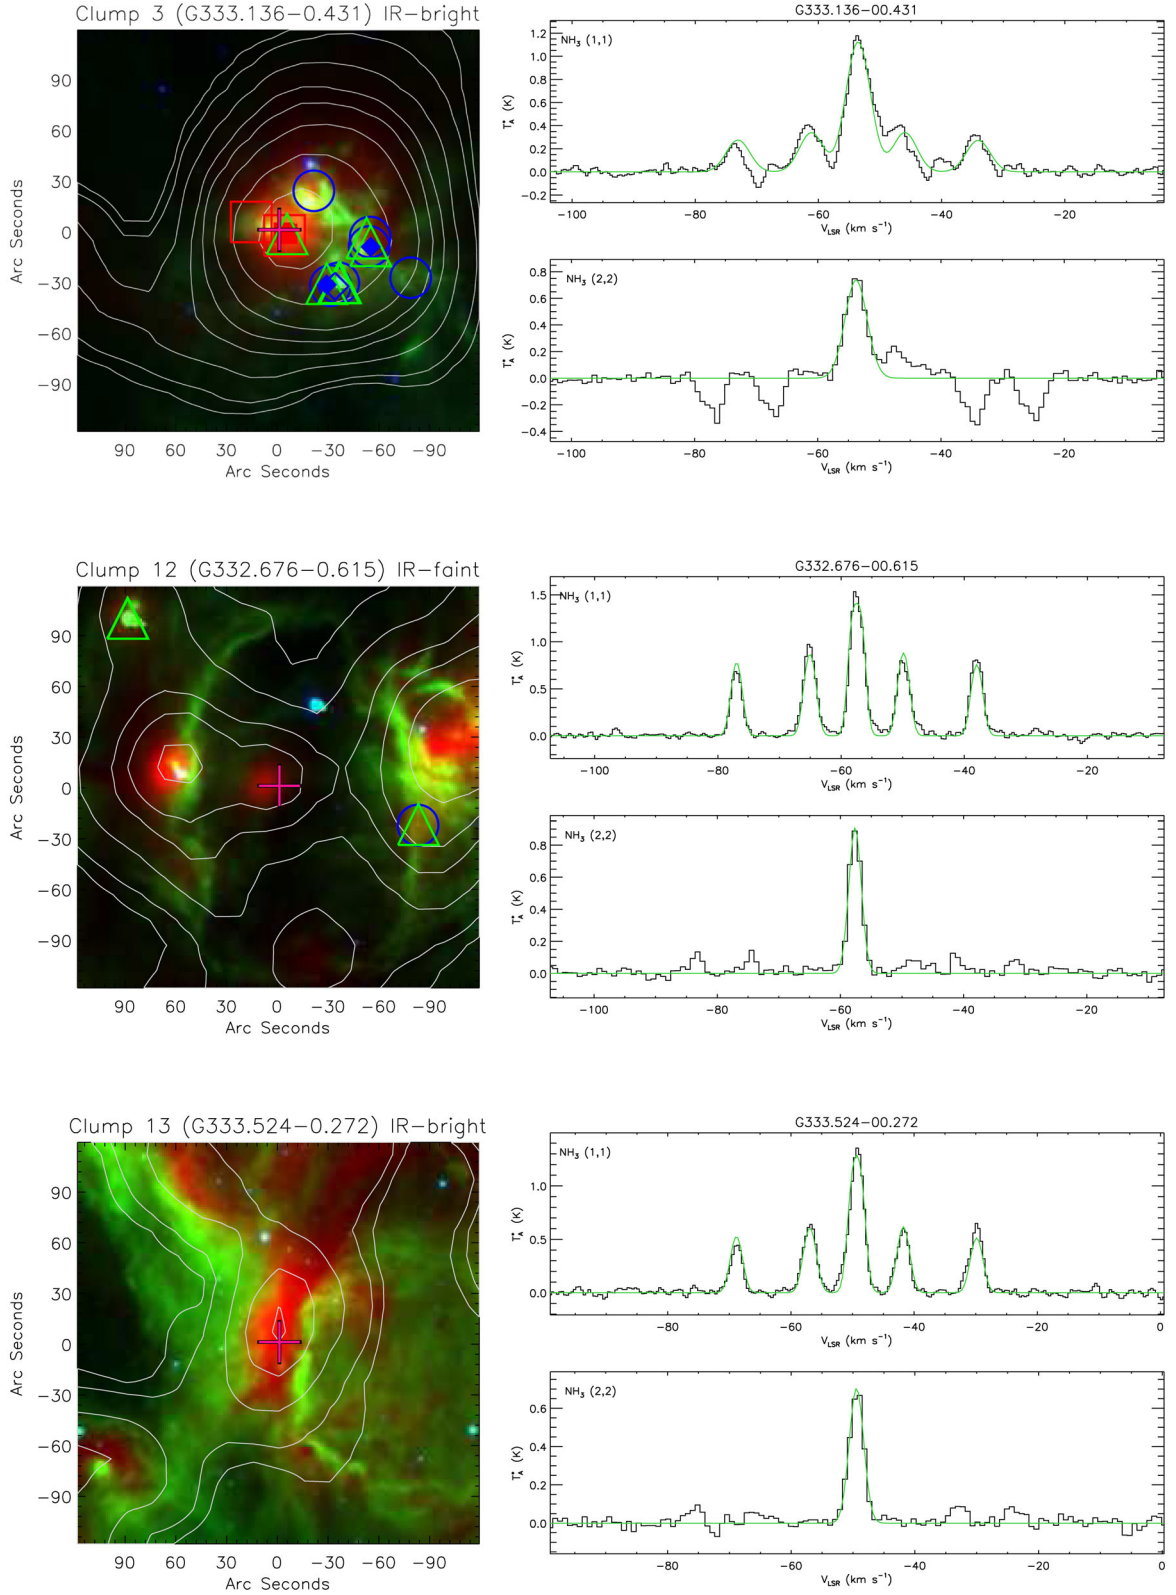 Clump 3 (G333.136−0.431) IR−bright
90
60
30
0
−30
−60
−90
Arc Seconds
90 60 30 0 −30 −60 −90
Arc Seconds
G333.136−00.431
NH3 (1,1)
1.2
1.0
0.8
0.6
0.4
0.2
0.0
−0.2
T*A (K)
−100 −80 −60 −40 −20
VLSR (km s−1)
NH3 (2,2)
0.8
0.6
0.4
0.2
0.0
−0.2
−0.4
T*A (K)
−100 −80 −60 −40 −20
VLSR (km s−1)
Clump 12 (G332.676−0.615) IR−faint
90
60
30
0
−30
−60
−90
Arc Seconds
90 60 30 0 −30 −60 −90
Arc Seconds
G332.676−00.615
NH3 (1,1)
1.5
1.0
0.5
0.0
T*A (K)
−100 −80 −60 −40 −20
VLSR (km s−1)
NH3 (2,2)
0.8
0.6
0.4
0.2
0.0
T*A (K)
−100 −80 −60 −40 −20
VLSR (km s−1)
Clump 13 (G333.524−0.272) IR−bright
90
60
30
0
−30
−60
−90
Arc Seconds
90 60 30 0 −30 −60 −90
Arc Seconds
G333.524−00.272
NH3 (1,1)
1.0
0.5
0.0
T*A (K)
−80 −60 −40 −20 0
VLSR (km s−1)
NH3 (2,2)
0.6
0.4
0.2
0.0
T*A (K)
−80 −60 −40 −20 0
VLSR (km s−1)